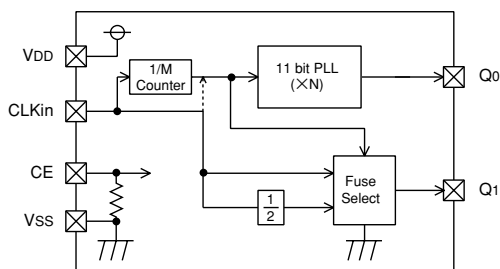 VDD
1/M
Counter
11 bit PLL
(×N)
Q0
CLKin
CE
Fuse
Select
Q1
1
2
VSS